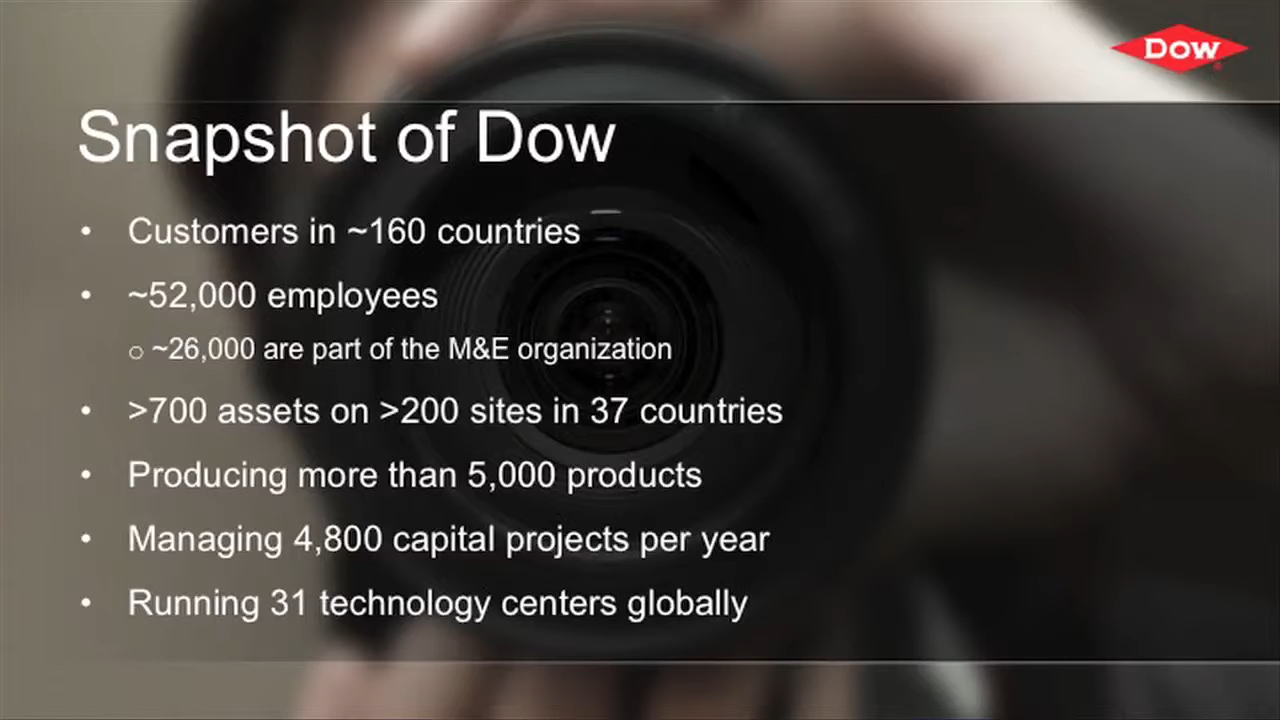 Dow
Snapshot of Dow
• Customers in ~160 countries
• ~52,000 employees
o ~26,000 are part of the M&E organization
• >700 assets on >200 sites in 37 countries
• Producing more than 5,000 products
• Managing 4,800 capital projects per year
• Running 31 technology centers globally